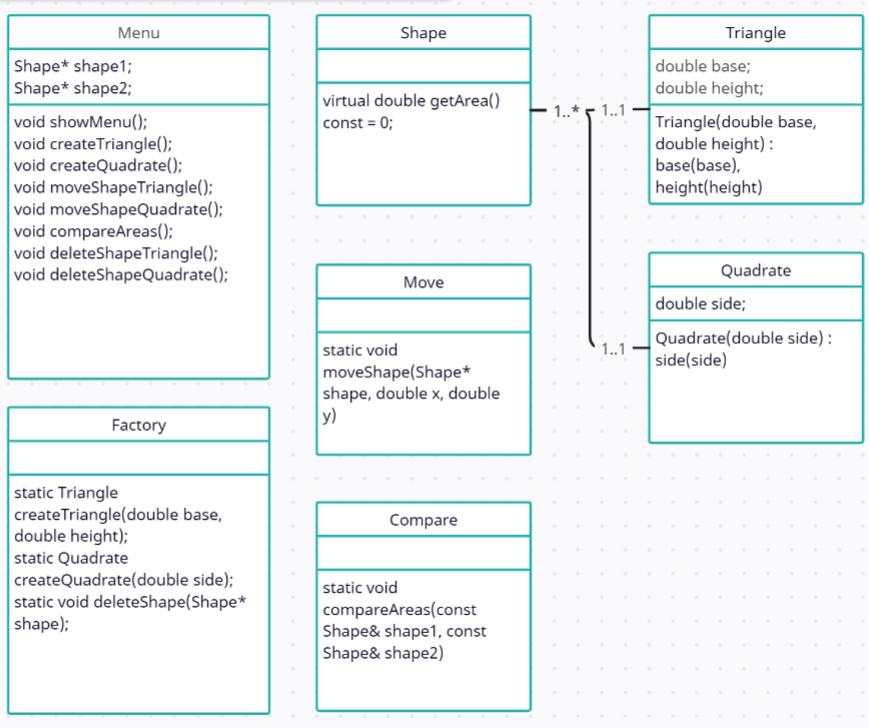 Menu
Shape* shape1;
Shape* shape2;
void showMenu();
void createTriangle();
void createQuadrate();
void moveShapeTriangle();
void moveShapeQuadrate();
void compareAreas();
void deleteShapeTriangle();
void deleteShapeQuadrate();
Factory
static Triangle
createTriangle(double base,
double height);
static Quadrate
createQuadrate(double side);
static void deleteShape(Shape*
shape);
Shape
virtual double getArea()
const = 0;
1..*
1..1
1..1
Move
static void
moveShape(Shape*
shape, double x, double
y)
Compare
static void
compareAreas(const
Shape& shape1, const
Shape& shape2)
Triangle
double base;
double height;
Triangle(double base,
double height) :
base(base),
height(height)
Quadrate
double side;
Quadrate(double side) :
side(side)